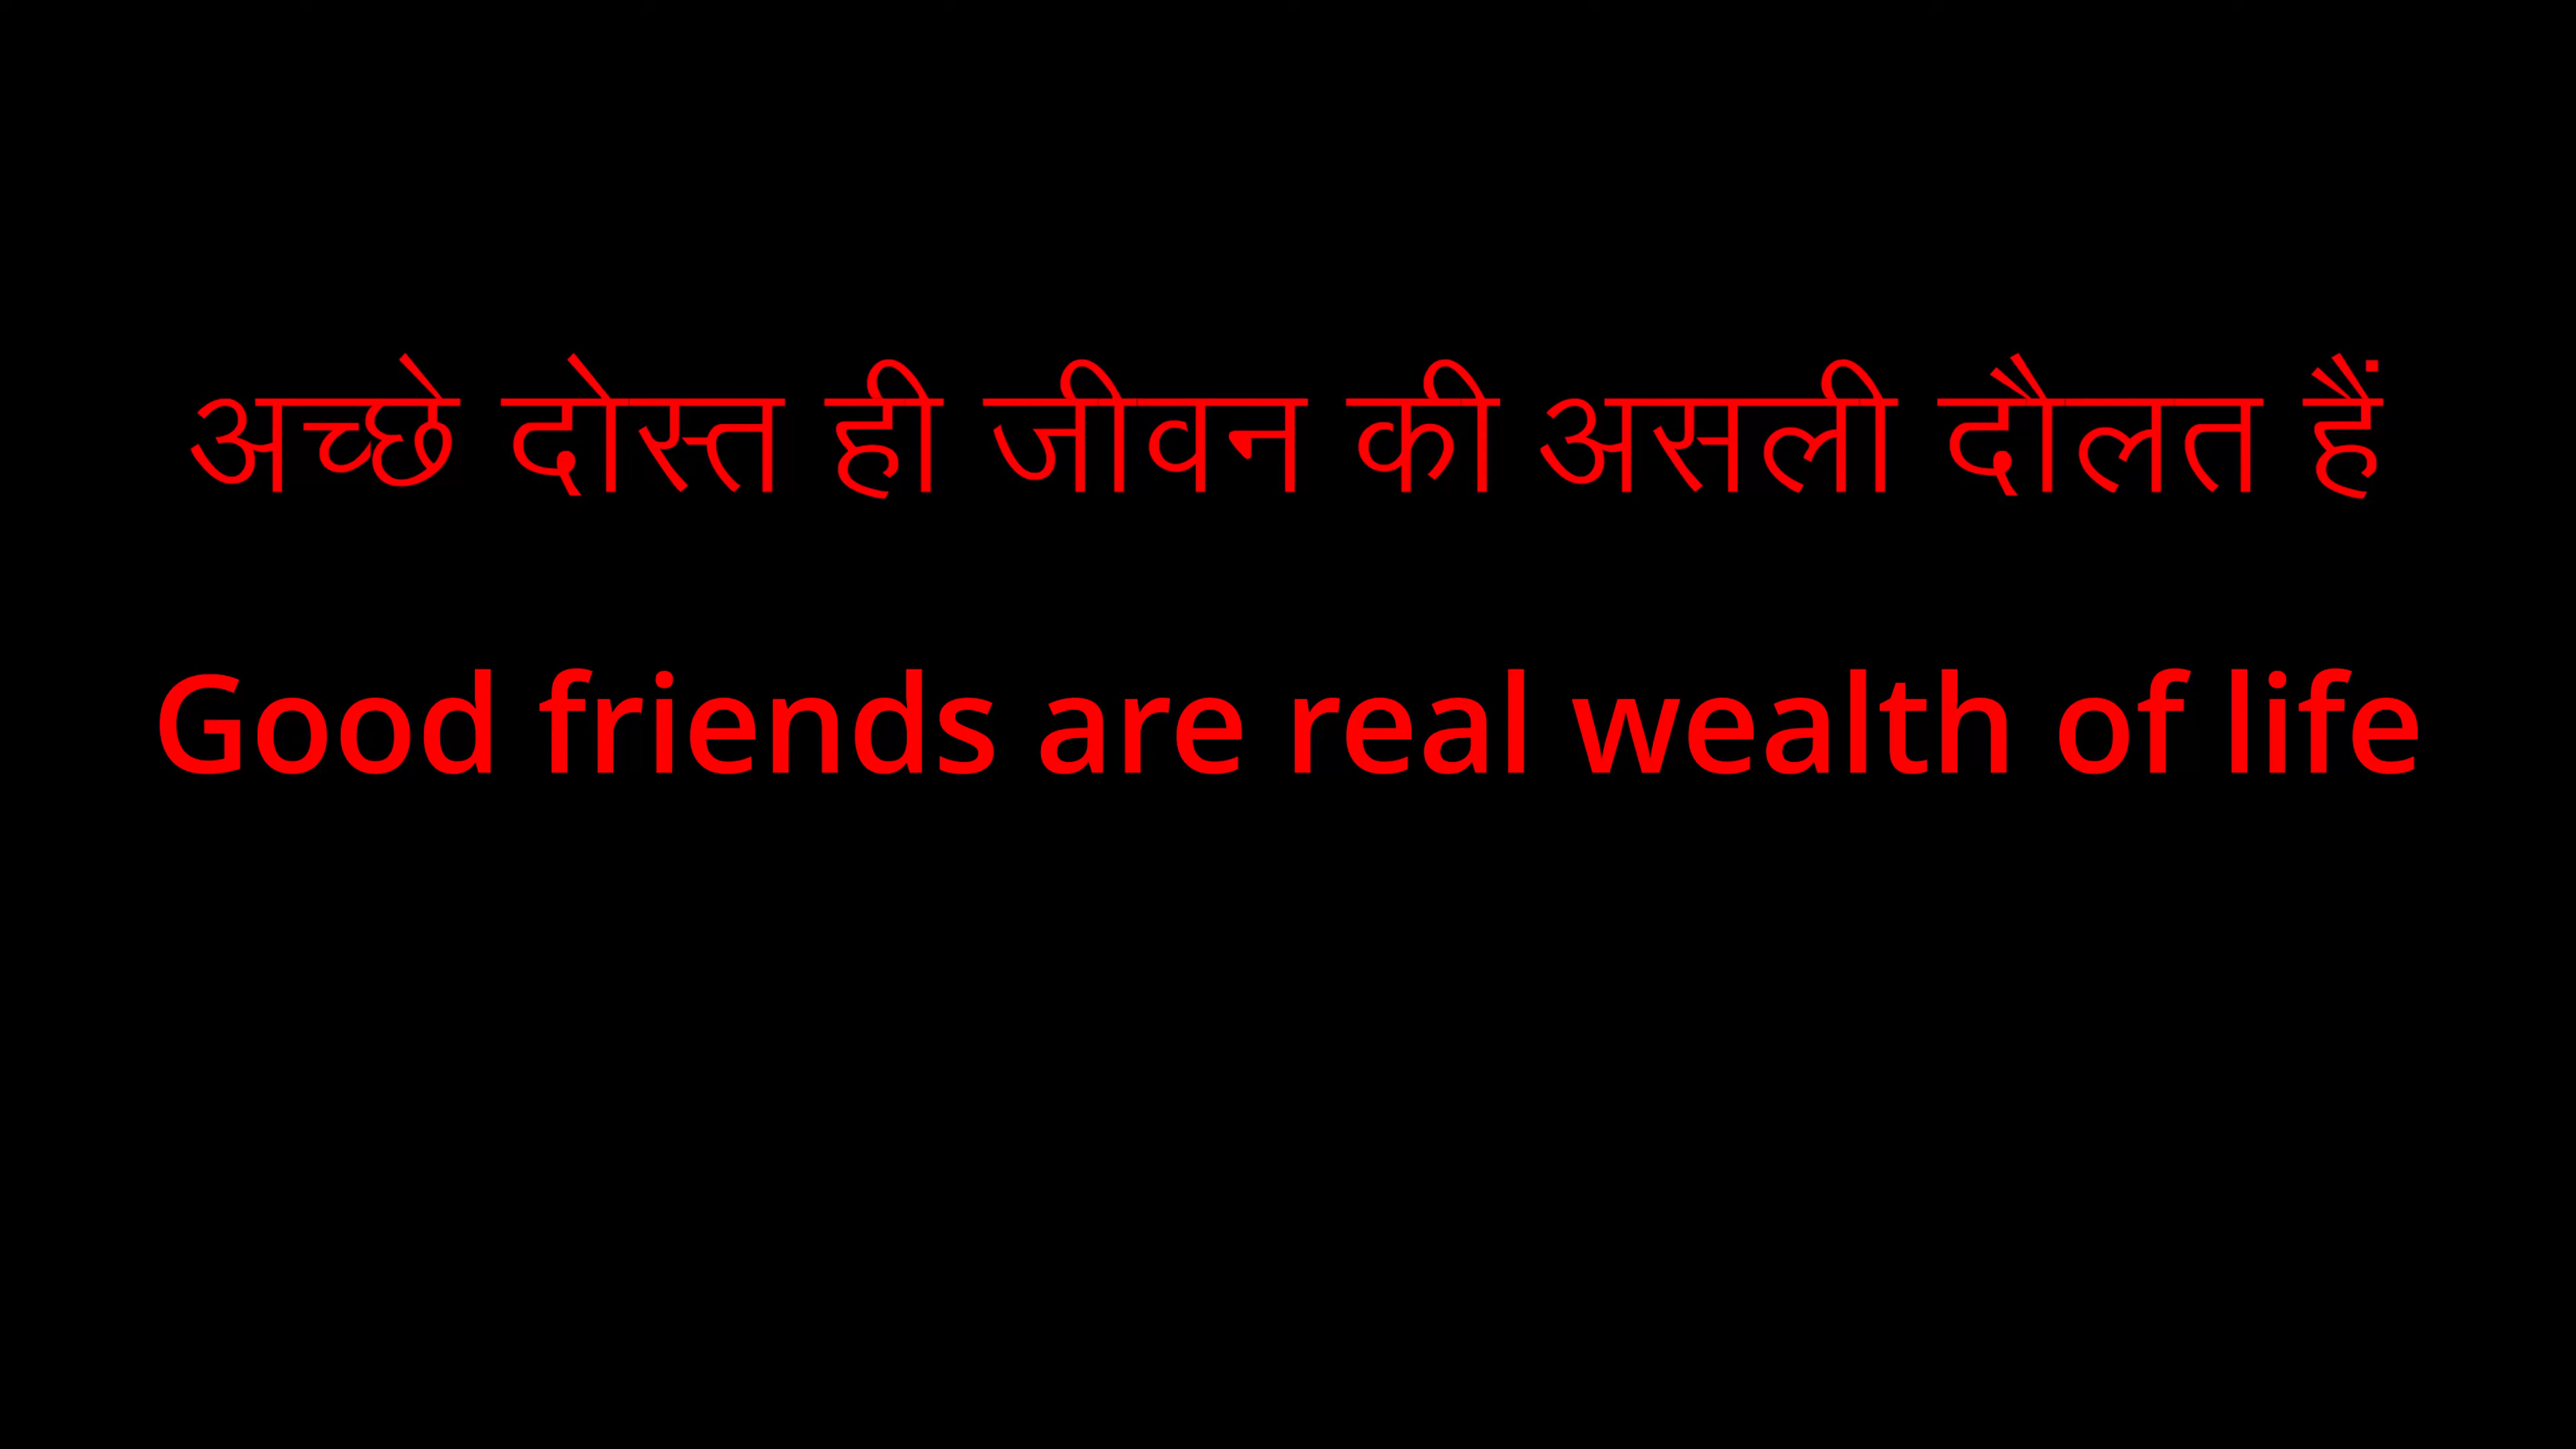 अच्छे दोस्त ही जीवन की असली दौलत हैं
Good friends are real wealth of life